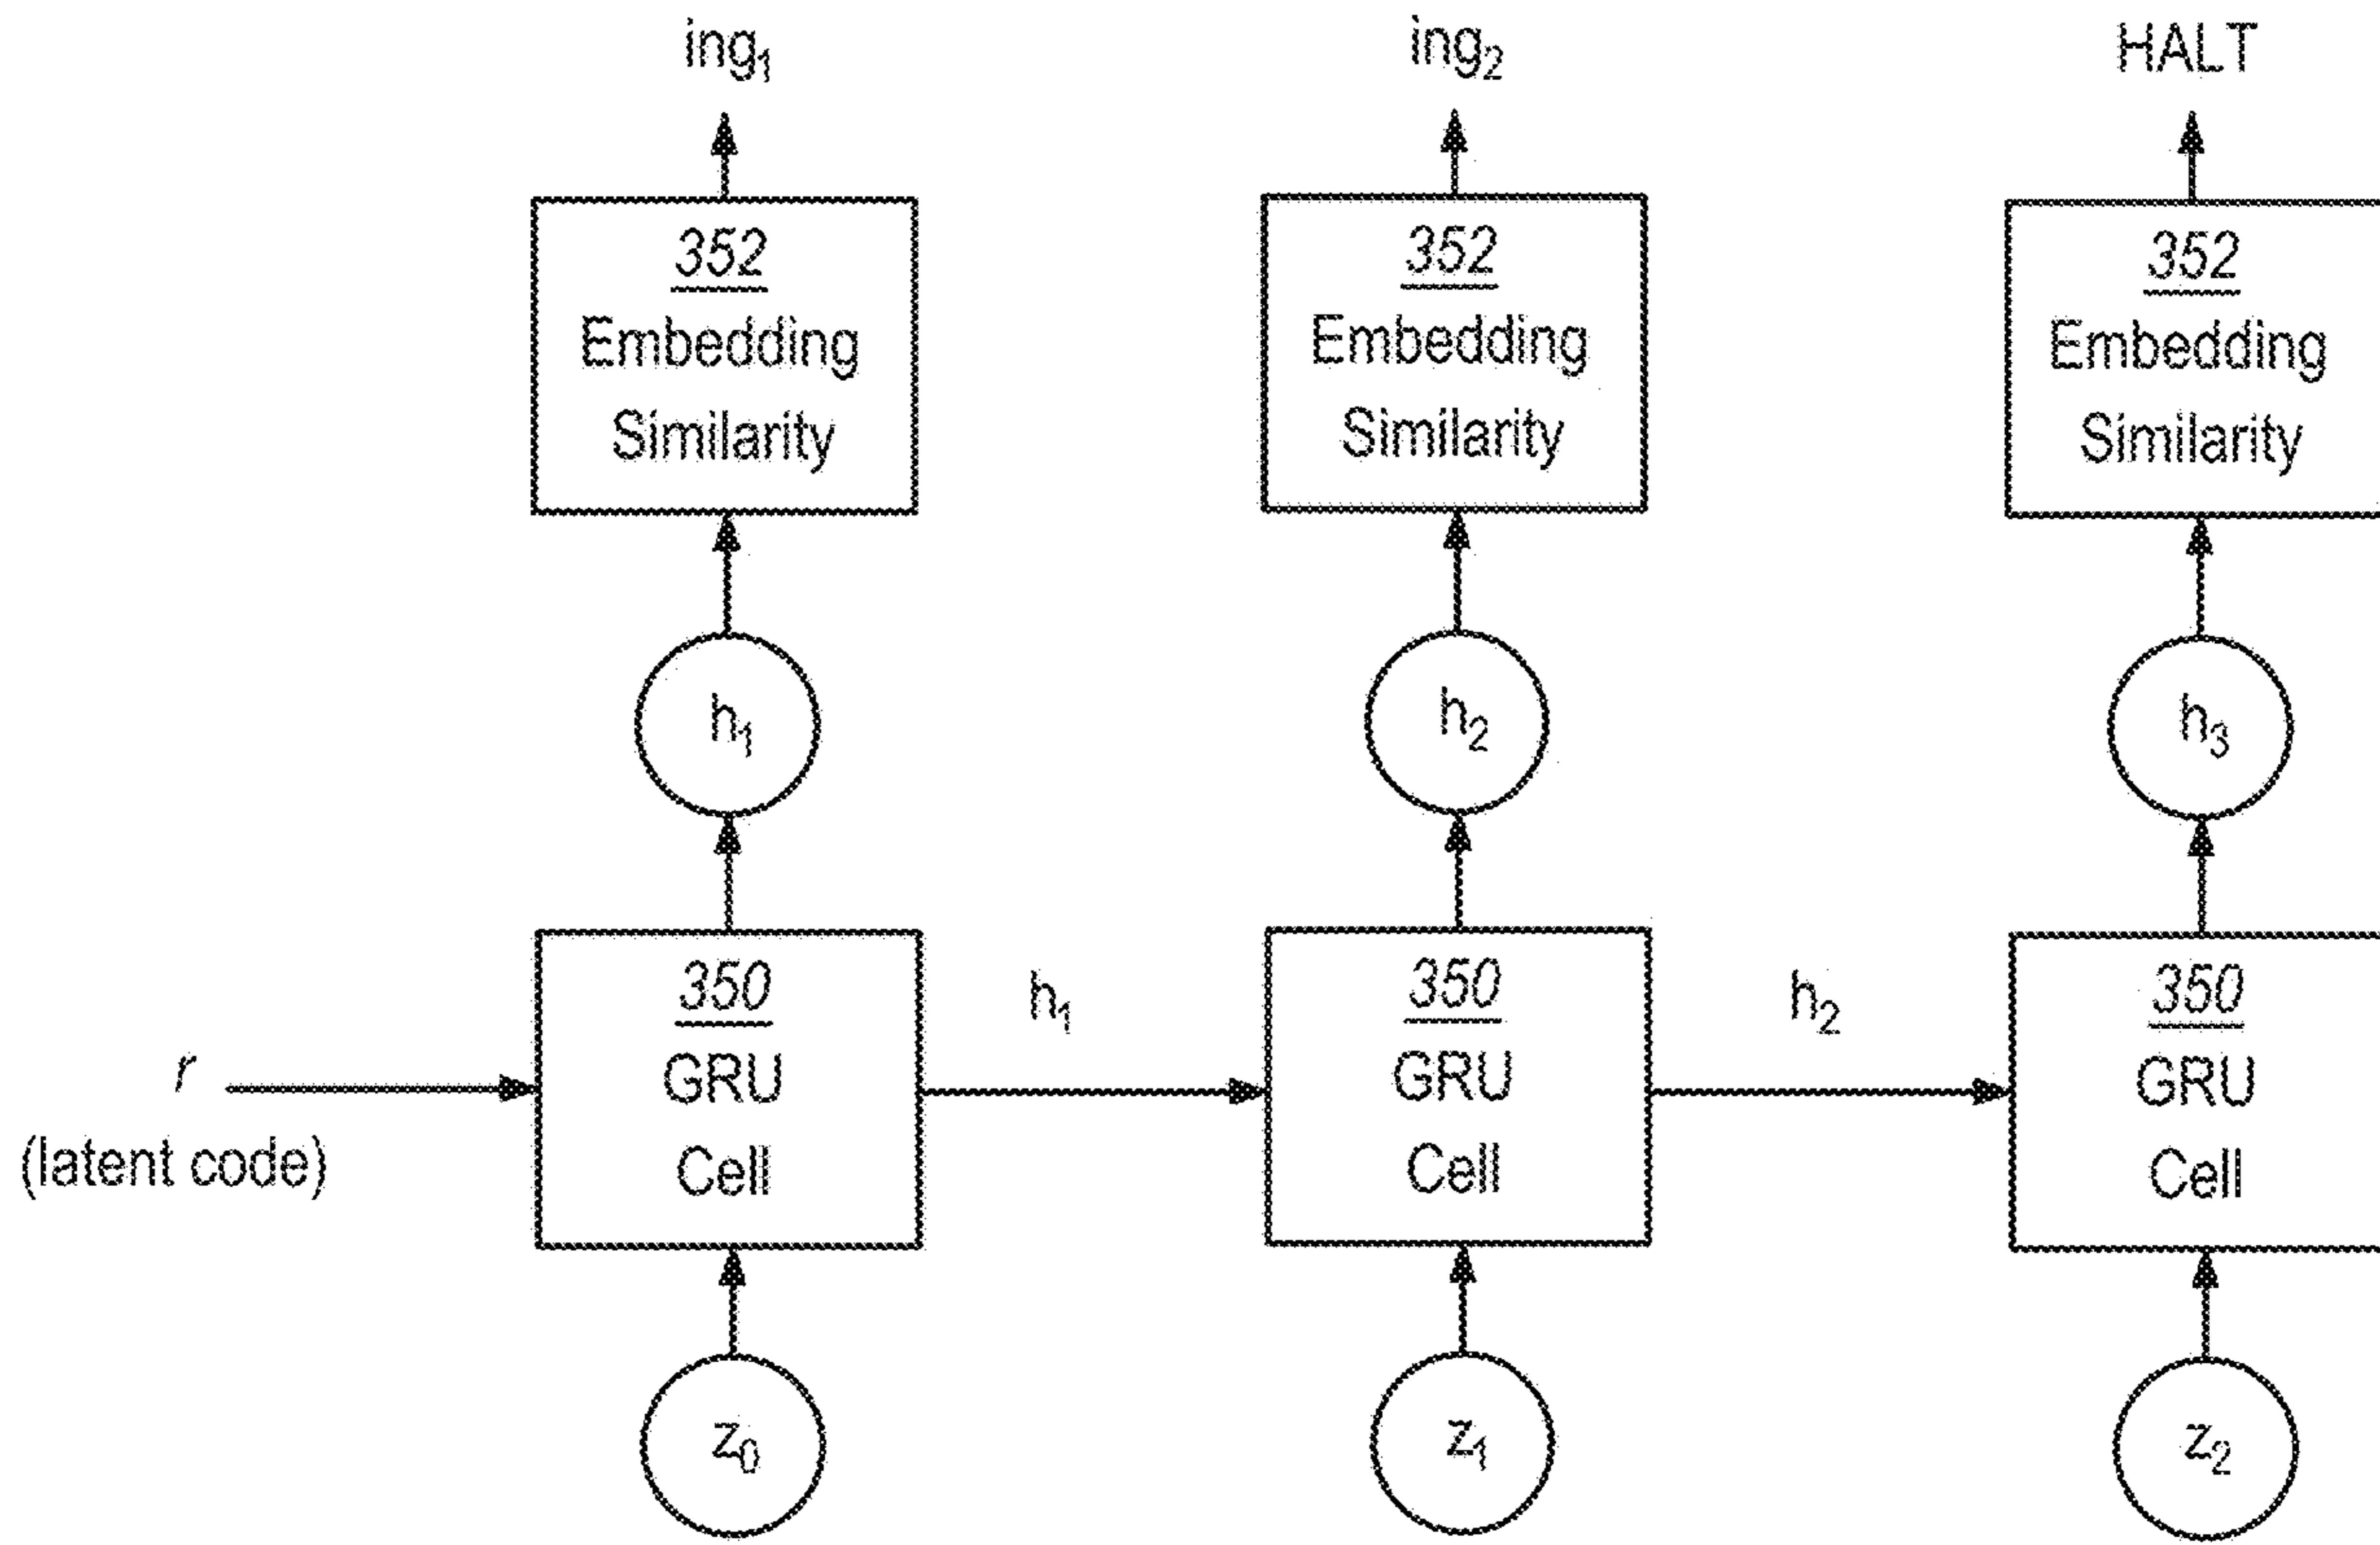 ing₁
ing₂
HALT
352
Embedding
Similarity
352
Embedding
Similarity
352
Embedding
Similarity
h₁
h₂
h₃
r
(latent code)
350
GRU
Cell
h₁
350
GRU
Cell
h₂
350
GRU
Cell
z₀
z₁
z₂